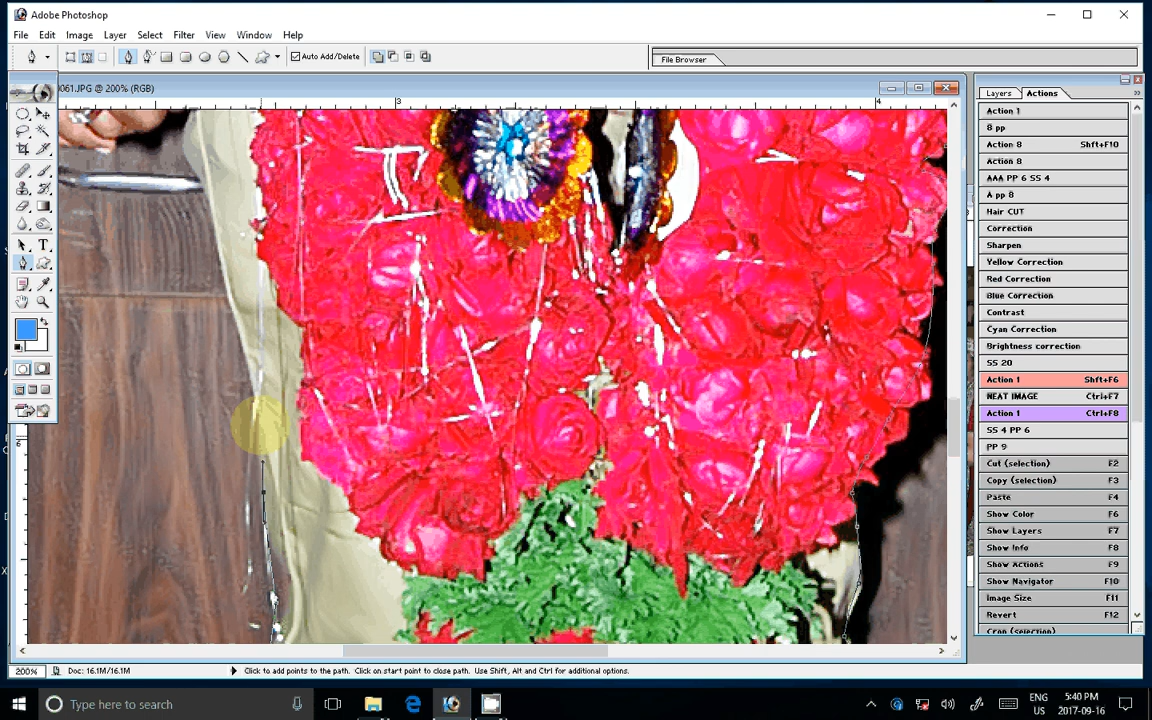 Adobe Photoshop
File Edit Image Layer Select Filter View Window Help
Auto Add/Delete
File Browser
061.JPG @ 200% (RGB)
3 4
6
Layers Actions
Action 1
8 pp
Action 8 Shft+F10
Action 8
AAA PP 6 SS 4
A pp 8
Hair CUT
Correction
Sharpen
Yellow Correction
Red Correction
Blue Correction
Contrast
Cyan Correction
Brightness correction
SS 20
Action 1 Shft+F6
NEAT IMAGE Ctrl+F7
Action 1 Ctrl+F8
SS 4 PP 6
PP 9
Cut (selection) F2
Copy (selection) F3
Paste F4
Show Color F6
Show Layers F7
Show Info F8
Show Actions F9
Show Navigator F10
Image Size F11
Revert F12
Crop (selection)
200% Doc: 16.1M/16.1M Click to add points to the path. Click on start point to close path. Use Shift, Alt and Ctrl for additional options.
Type here to search
ENG
US
5:40 PM
2017-09-16